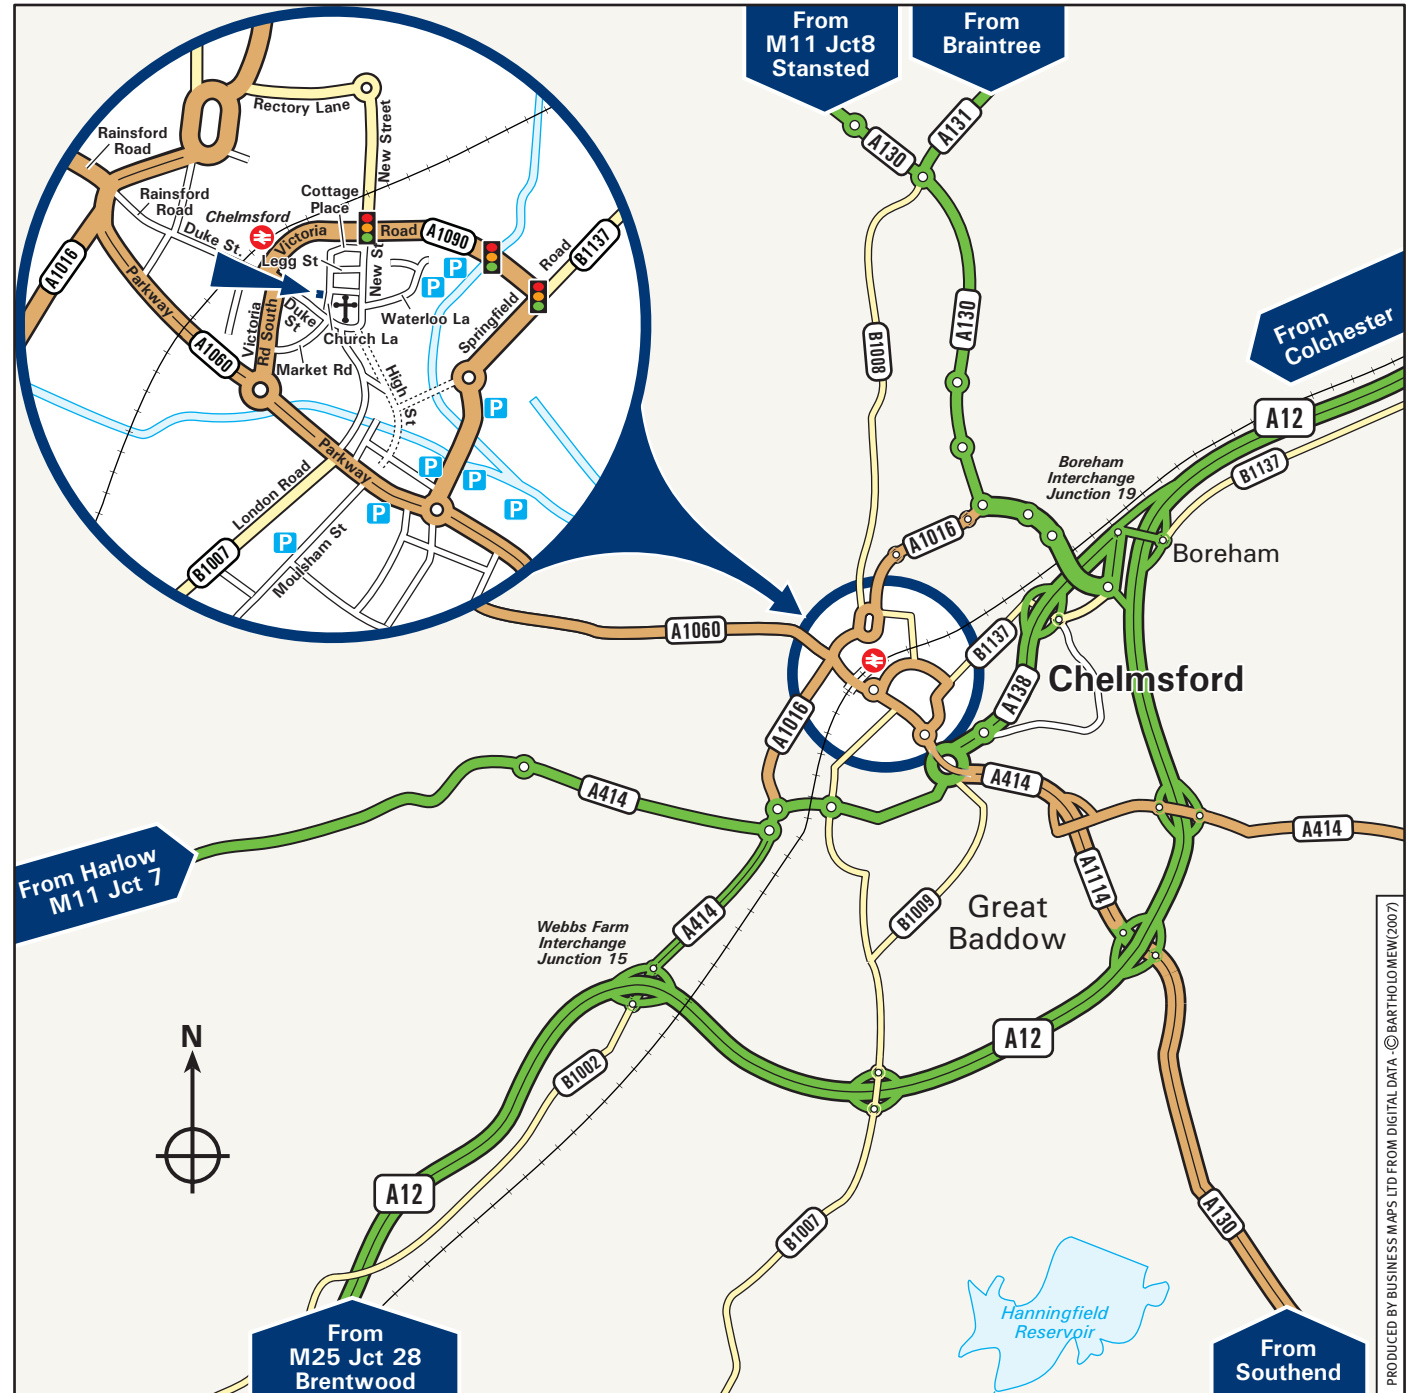 From
M11 Jct8
Stansted
From
Braintree
Rectory Lane
New Street
Rainsford
Road
Rainsford
Road
Cottage
Place
Chelmsford
Duke St.
Victoria
Road
A1090
Road
B1137
Legg St
New St
A1016
Parkway
P
P
Duke
St
Waterloo La
Church La
Springfield
Victoria
Rd South
A1060
Market Rd
High St
P
Parkway
P
P
P
P
P
London Road
Moulsham St
B1007
A130
A131
A130
B1008
From
Colchester
A12
B1137
Boreham
Interchange
Junction 19
Boreham
A1016
A1060
B1137
Chelmsford
A138
A1016
A414
A414
A414
From Harlow
M11 Jct 7
A1114
A414
B1009
Great
Baddow
Webbs Farm
Interchange
Junction 15
A12
B1002
N
A12
B1007
A130
Hanningfield
Reservoir
From
M25 Jct 28
Brentwood
From
Southend
PRODUCED BY BUSINESS MAPS LTD FROM DIGITAL DATA - © BARTHOLOMEW(2007)